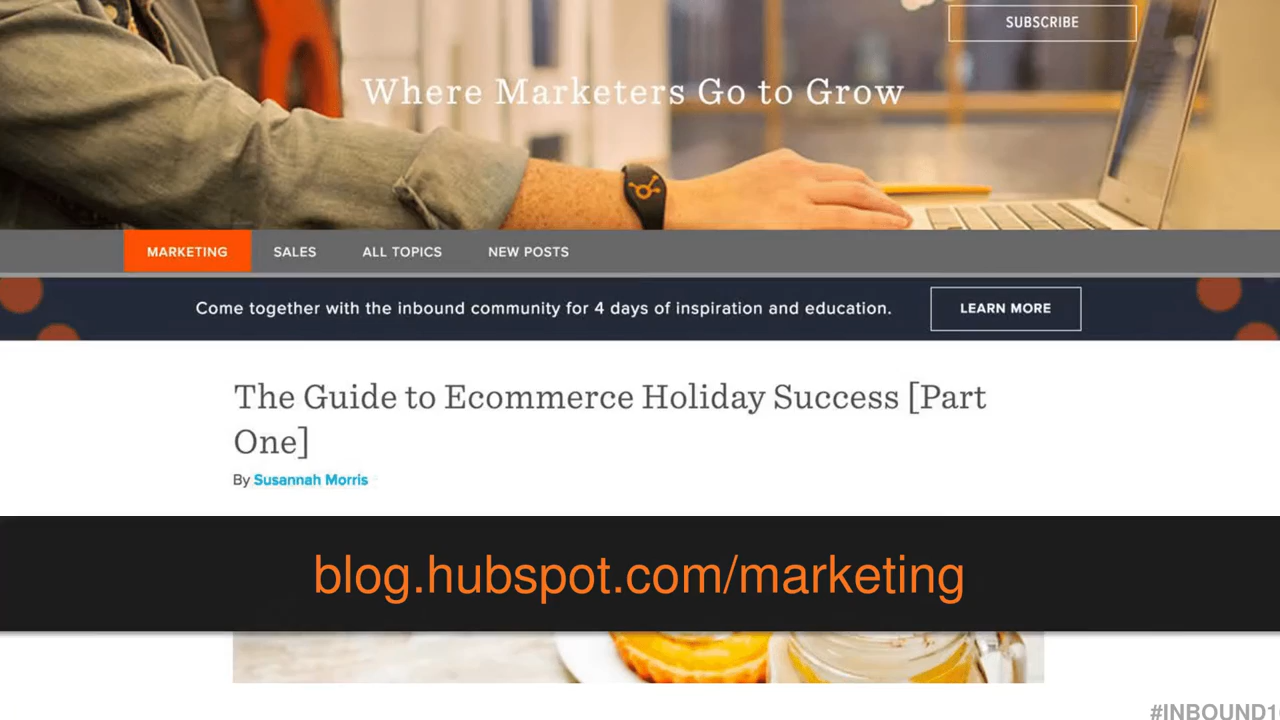 SUBSCRIBE
Where Marketers Go to Grow
MARKETING SALES ALL TOPICS NEW POSTS
Come together with the inbound community for 4 days of inspiration and education. LEARN MORE
The Guide to Ecommerce Holiday Success [Part
One]
By Susannah Morris
blog.hubspot.com/marketing
#INBOUND1